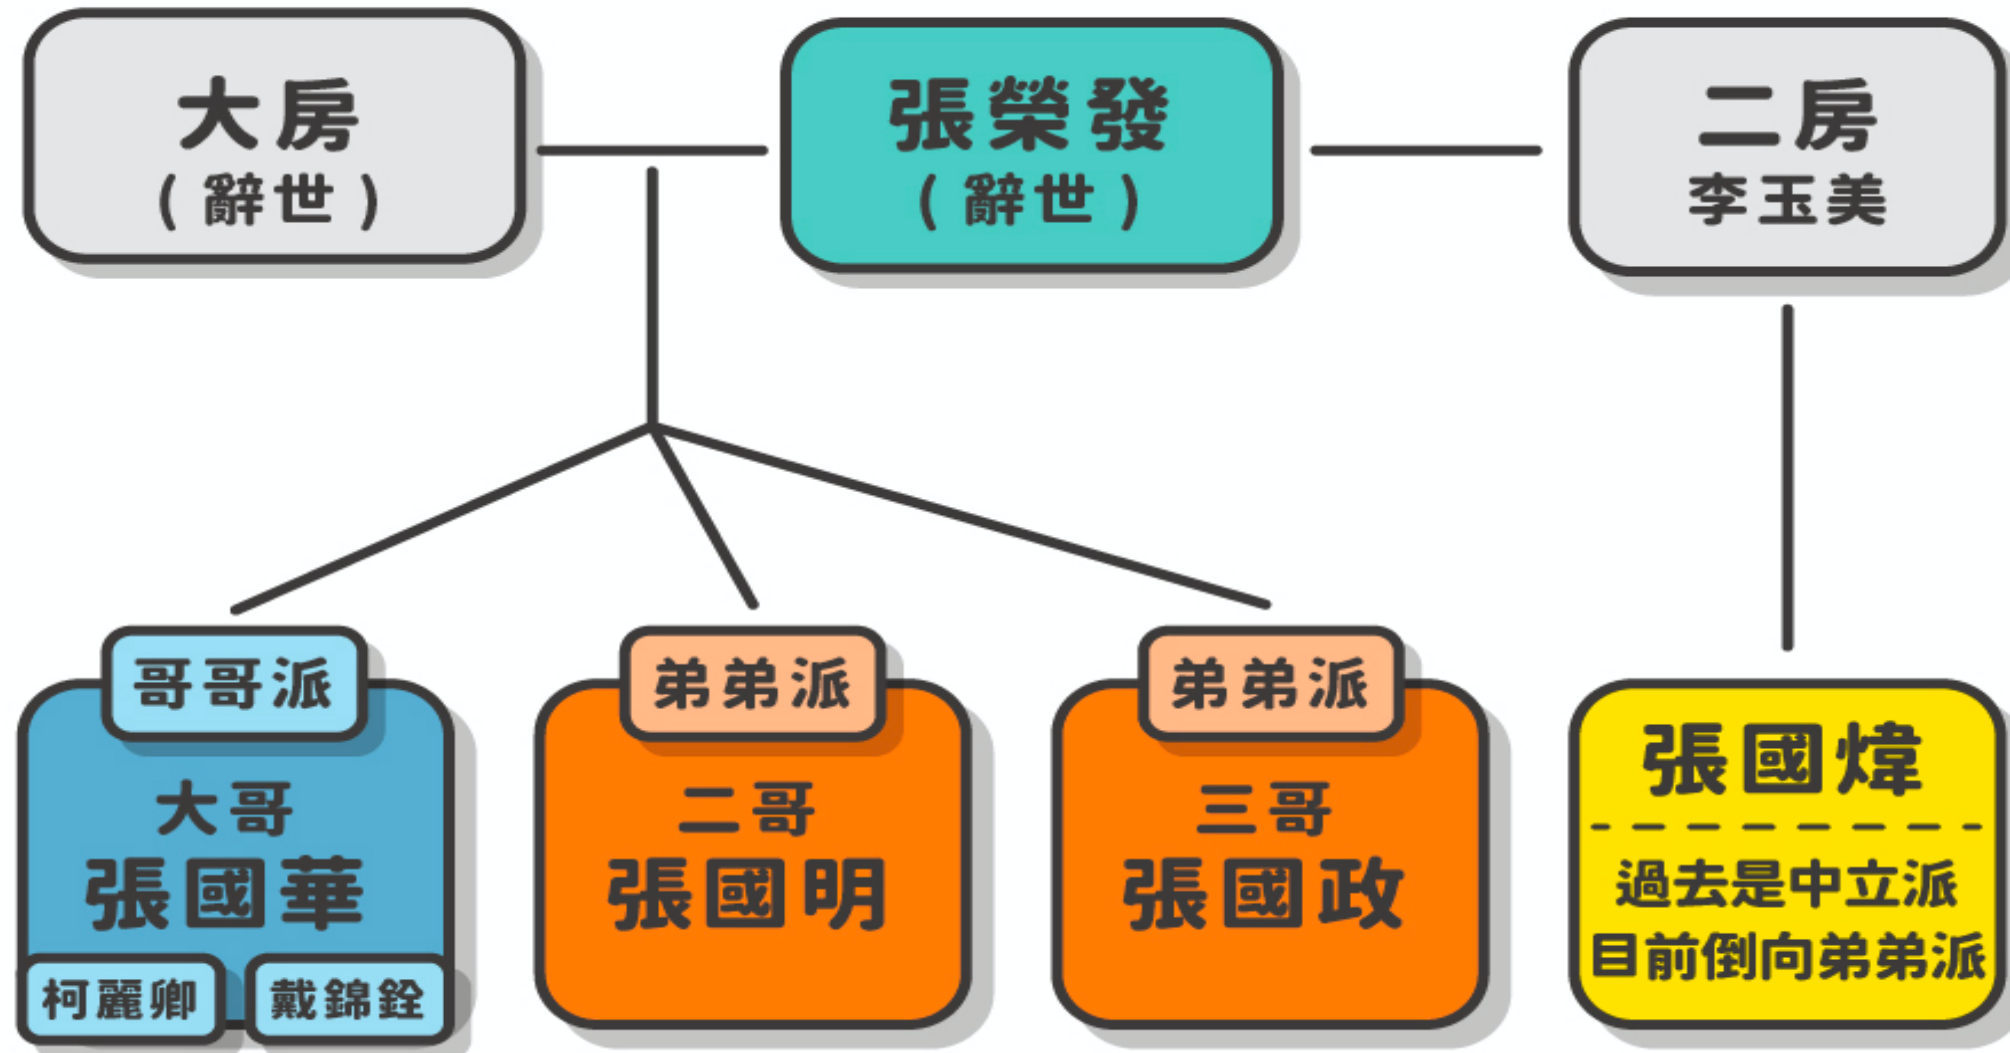 大房
(辭世)
張榮發
(辭世)
二房
李玉美
哥哥派
大哥
張國華
柯麗卿
戴錦銓
弟弟派
二哥
張國明
弟弟派
三哥
張國政
張國煒
過去是中立派
目前倒向弟弟派